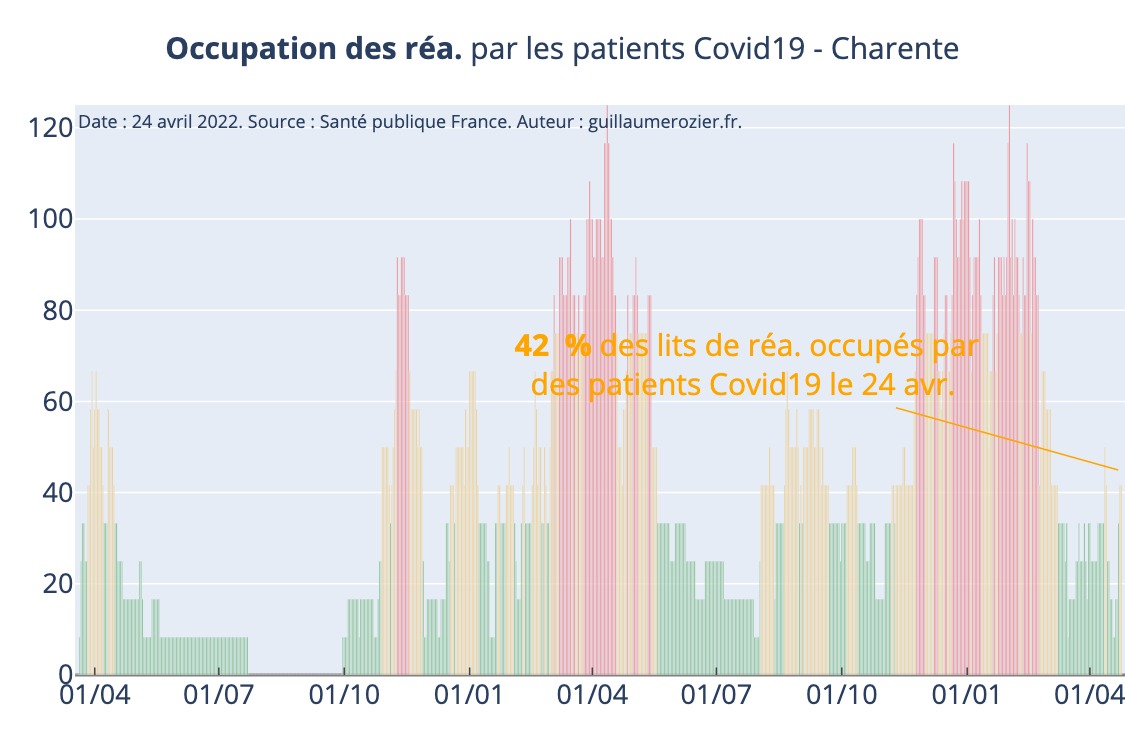 Occupation des réa. par les patients Covid19 - Charente
Date : 24 avril 2022. Source : Santé publique France. Auteur : guillaumerozier.fr.
120
100
80
60
40
20
0
42 % des lits de réa. occupés par
des patients Covid19 le 24 avr.
01/04 01/07 01/10 01/01 01/04 01/07 01/10 01/01 01/04